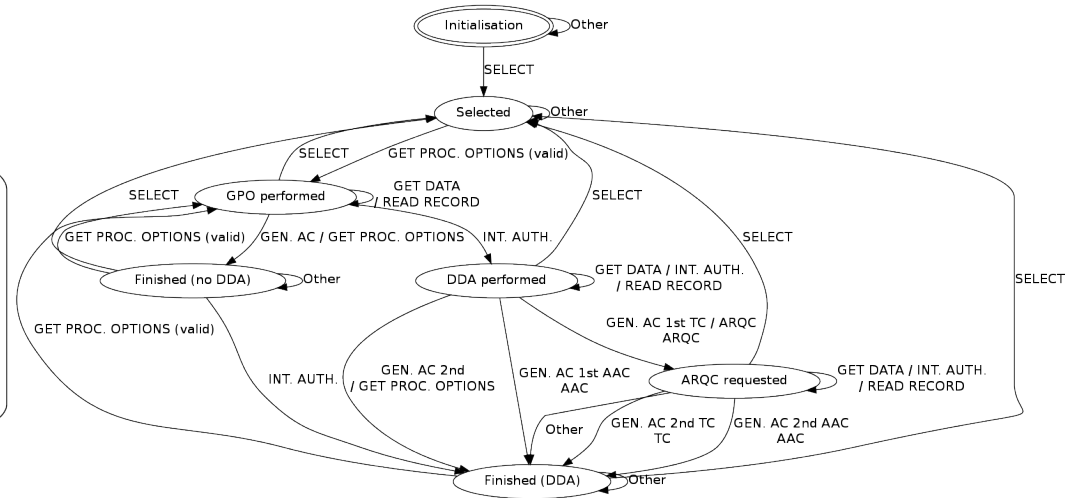 Initialisation
Other
SELECT
Selected
Other
SELECT
GET PROC. OPTIONS (valid)
GPO performed
GET DATA
/ READ RECORD
SELECT
SELECT
GET PROC. OPTIONS (valid)
GEN. AC / GET PROC. OPTIONS
INT. AUTH.
SELECT
Finished (no DDA)
Other
DDA performed
GET DATA / INT. AUTH.
/ READ RECORD
SELECT
GET PROC. OPTIONS (valid)
GEN. AC 1st TC / ARQC
ARQC
INT. AUTH.
GEN. AC 2nd
/ GET PROC. OPTIONS
GEN. AC 1st AAC
AAC
ARQC requested
GET DATA / INT. AUTH.
/ READ RECORD
Other
GEN. AC 2nd TC
TC
GEN. AC 2nd AAC
AAC
Finished (DDA)
Other